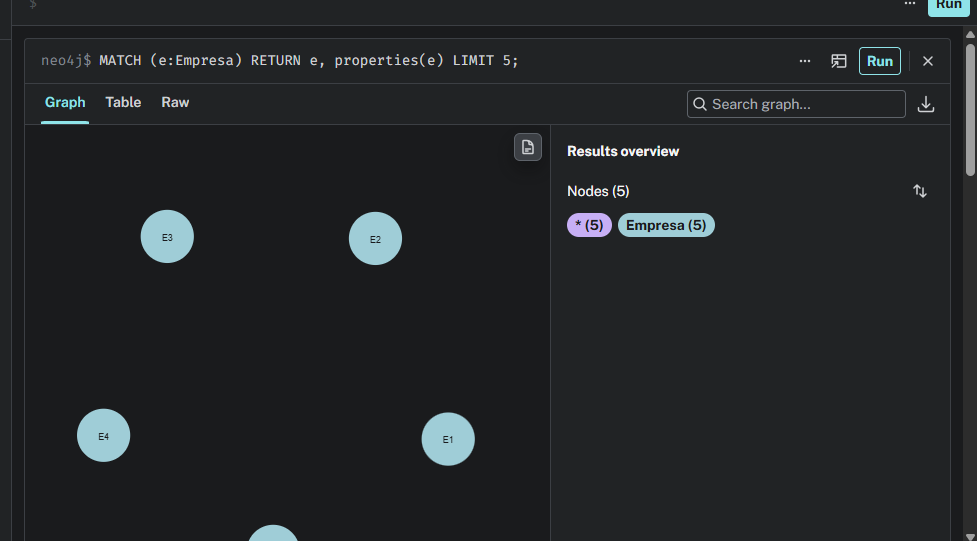 $
... Run
neo4j$ MATCH (e:Empresa) RETURN e, properties(e) LIMIT 5;
... Run
Graph Table Raw
Search graph...
Results overview
Nodes (5)
* (5) Empresa (5)
E3
E2
E4
E1